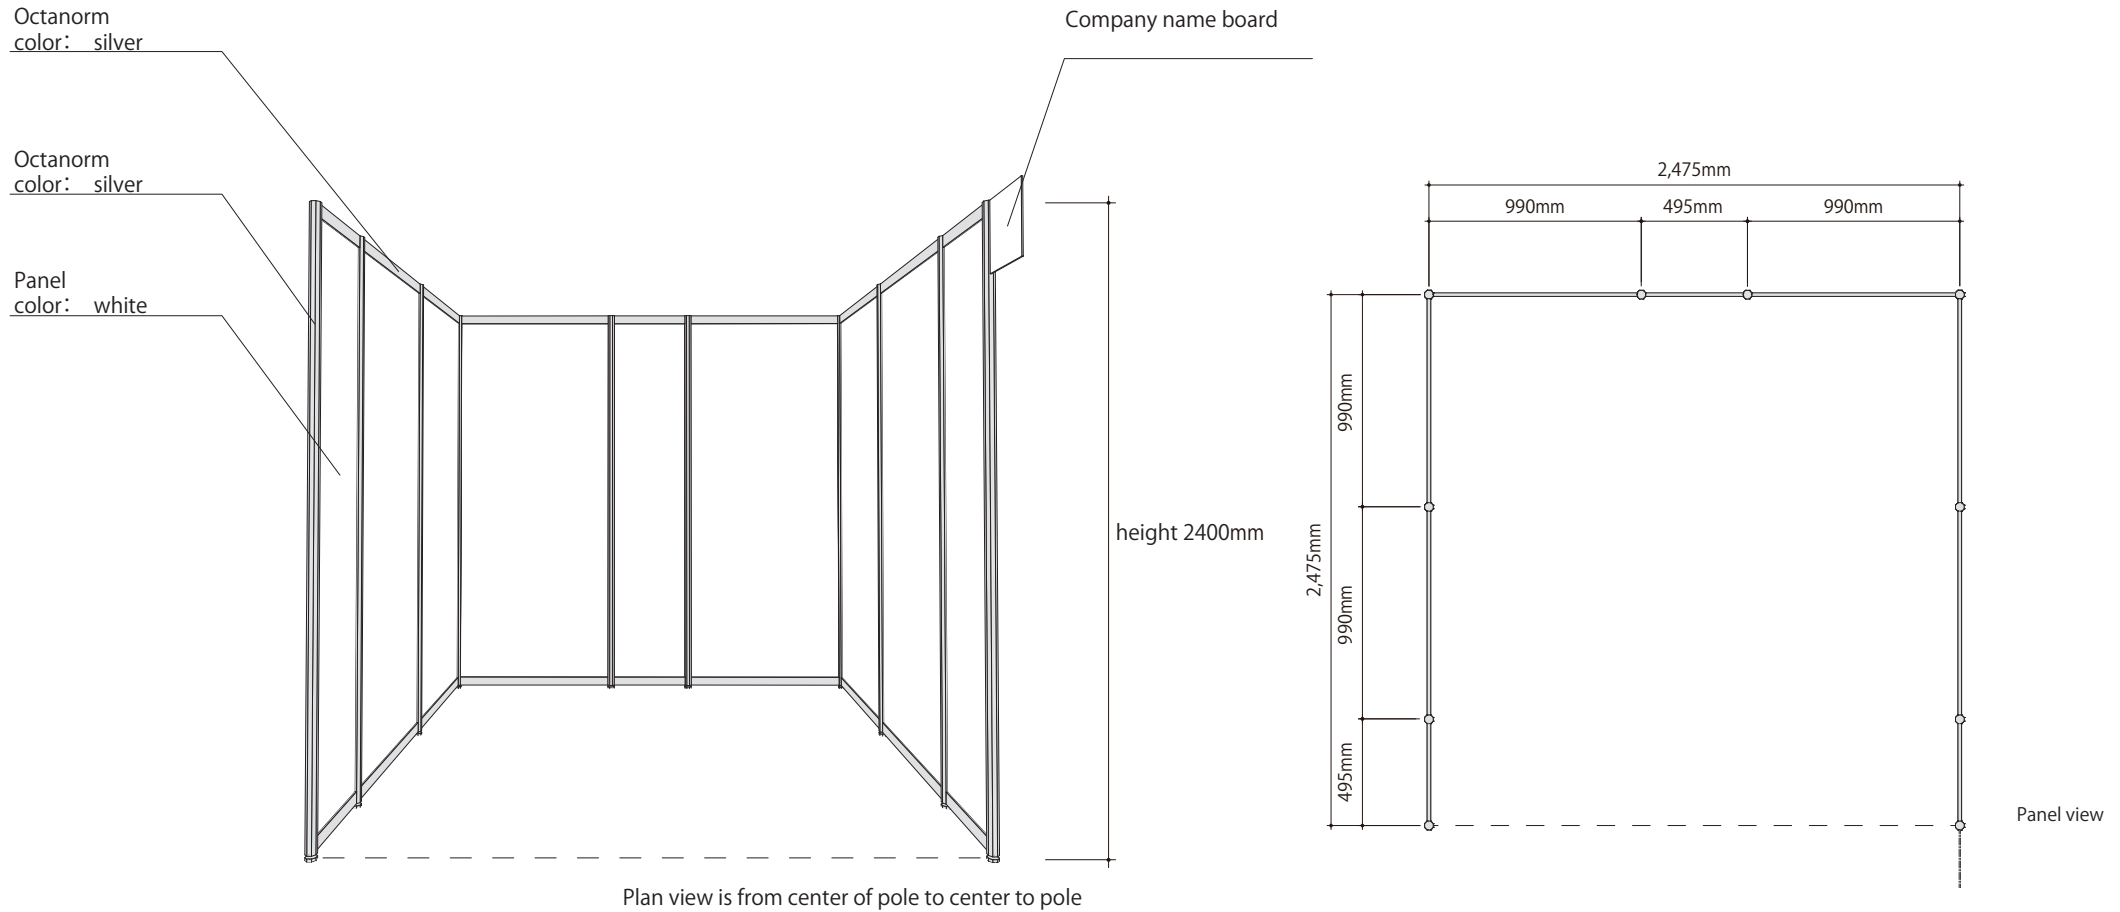 Octanorm
color： silver
Octanorm
color： silver
Panel
color： white
Company name board
height 2400mm
Plan view is from center of pole to center to pole
2,475mm
990mm 495mm 990mm
990mm
2,475mm
990mm
495mm
Panel view